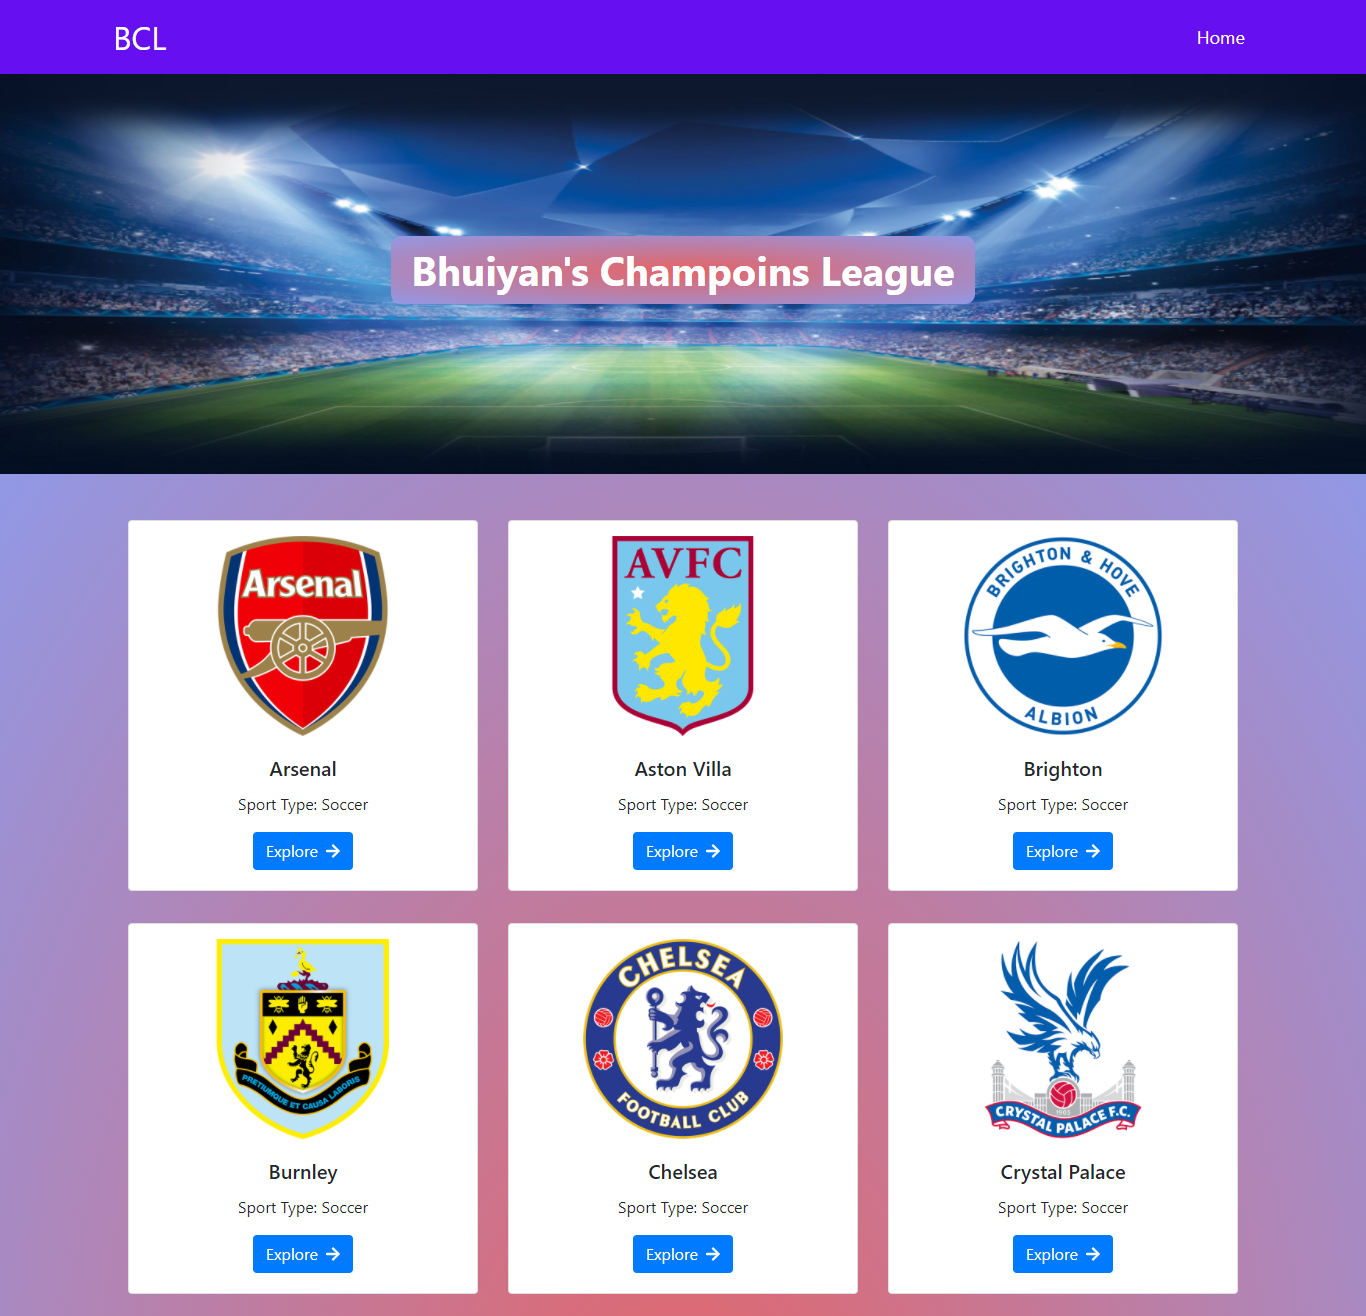 BCL
Home
Bhuiyan's Champoins League
Arsenal
AVFC
BRIGHTON & HOVE
ALBION
Arsenal
Aston Villa
Brighton
Sport Type: Soccer
Sport Type: Soccer
Sport Type: Soccer
Explore
Explore
Explore
PRETIUMQUE ET CAUSA LABORIS
CHELSEA
FOOTBALL CLUB
1905
CRYSTAL PALACE F.C.
Burnley
Chelsea
Crystal Palace
Sport Type: Soccer
Sport Type: Soccer
Sport Type: Soccer
Explore
Explore
Explore